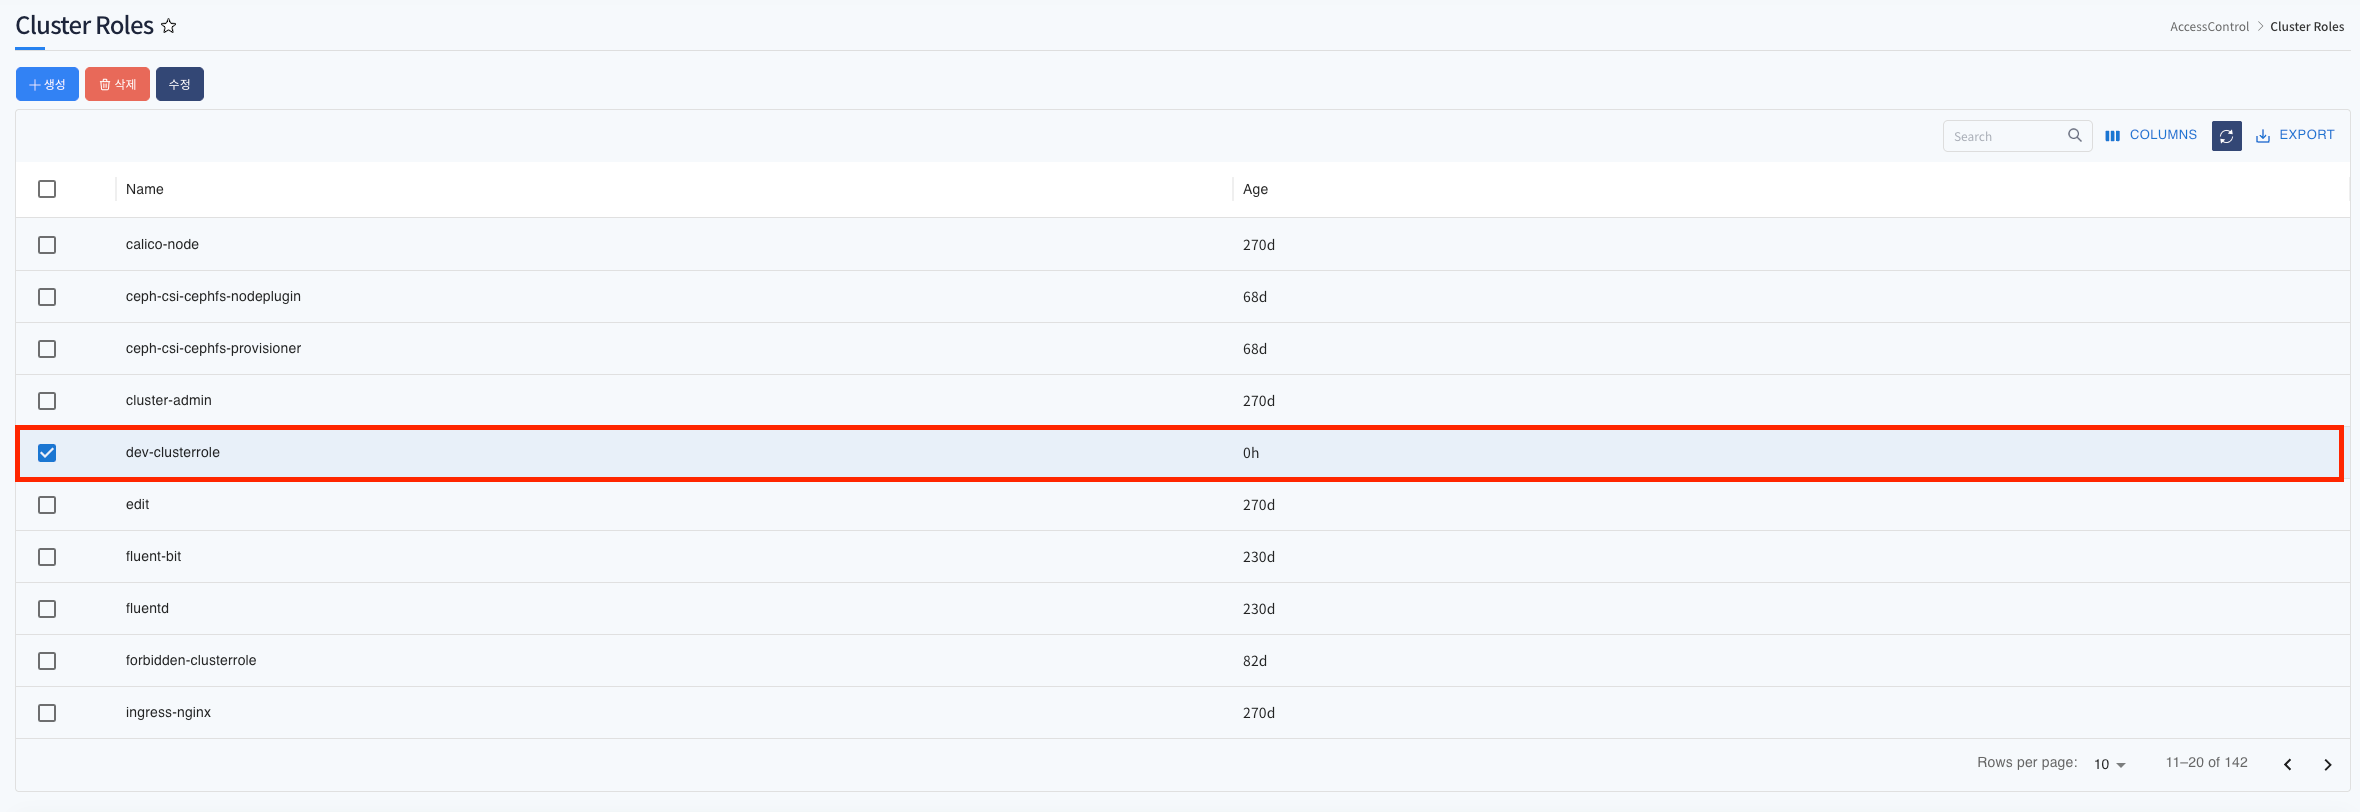 Cluster Roles
AccessControl > Cluster Roles
+ 생성 삭제 수정
Search COLUMNS EXPORT
Name Age
calico-node 270d
ceph-csi-cephfs-nodeplugin 68d
ceph-csi-cephfs-provisioner 68d
cluster-admin 270d
dev-clusterrole 0h
edit 270d
fluent-bit 230d
fluentd 230d
forbidden-clusterrole 82d
ingress-nginx 270d
Rows per page: 10 11–20 of 142